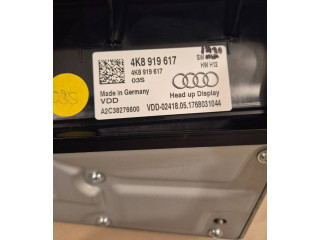 4K8 919 617
4K8 919 617
03S
SW
HW H12
Made in Germany
VDD
Head up Display
A2C38276600
VDD-02418.05.1768031044